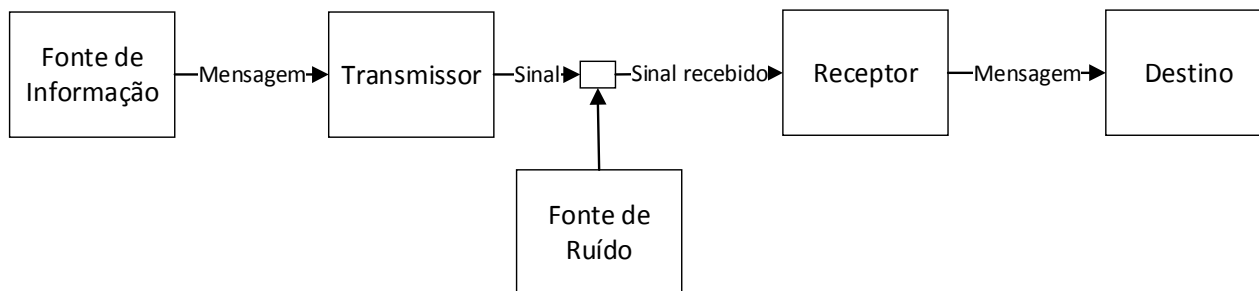 Fonte de
Informação
Mensagem
Transmissor
Sinal
Sinal recebido
Receptor
Mensagem
Destino
Fonte de
Ruído